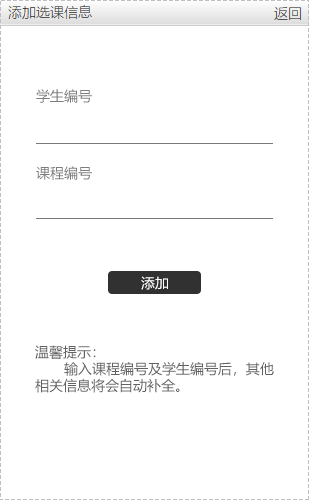 添加选课信息 返回
学生编号
课程编号
添加
温馨提示：
输入课程编号及学生编号后，其他
相关信息将会自动补全。